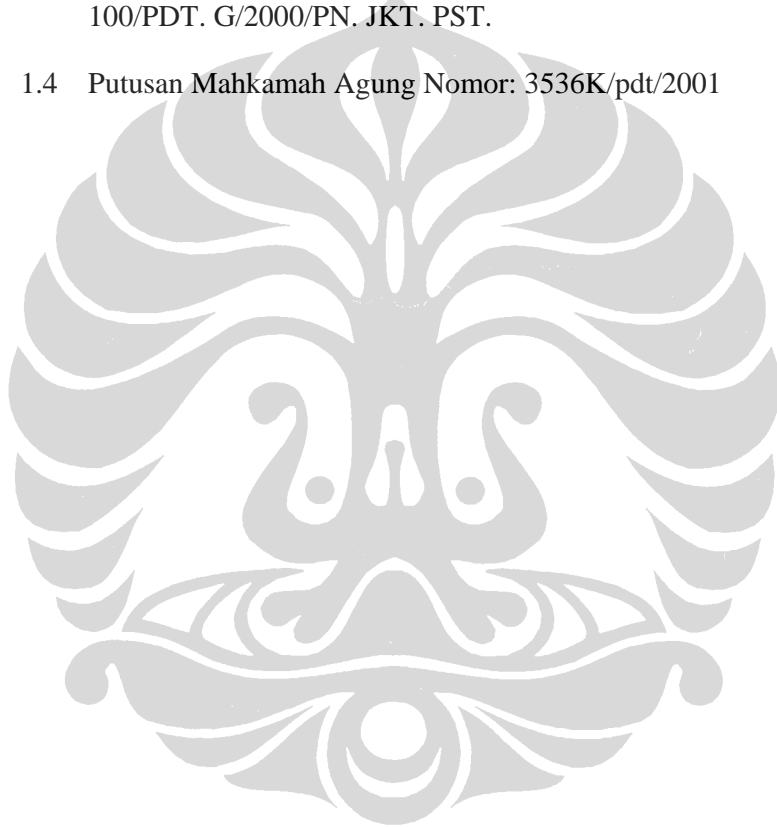 100/PDT. G/2000/PN. JKT. PST.
1.4 Putusan Mahkamah Agung Nomor: 3536K/pdt/2001